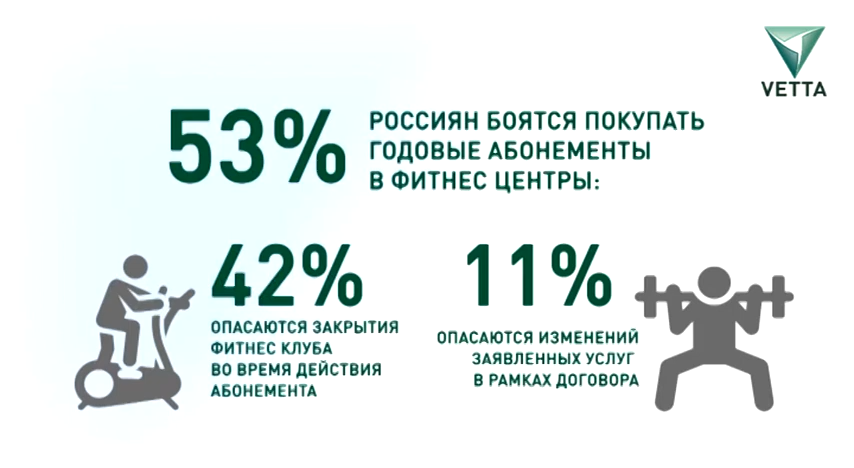 VETTA
53%
РОССИЯН БОЯТСЯ ПОКУПАТЬ
ГОДОВЫЕ АБОНЕМЕНТЫ
В ФИТНЕС ЦЕНТРЫ:
42%
ОПАСАЮТСЯ ЗАКРЫТИЯ
ФИТНЕС КЛУБА
ВО ВРЕМЯ ДЕЙСТВИЯ
АБОНЕМЕНТА
11%
ОПАСАЮТСЯ ИЗМЕНЕНИЙ
ЗАЯВЛЕННЫХ УСЛУГ
В РАМКАХ ДОГОВОРА